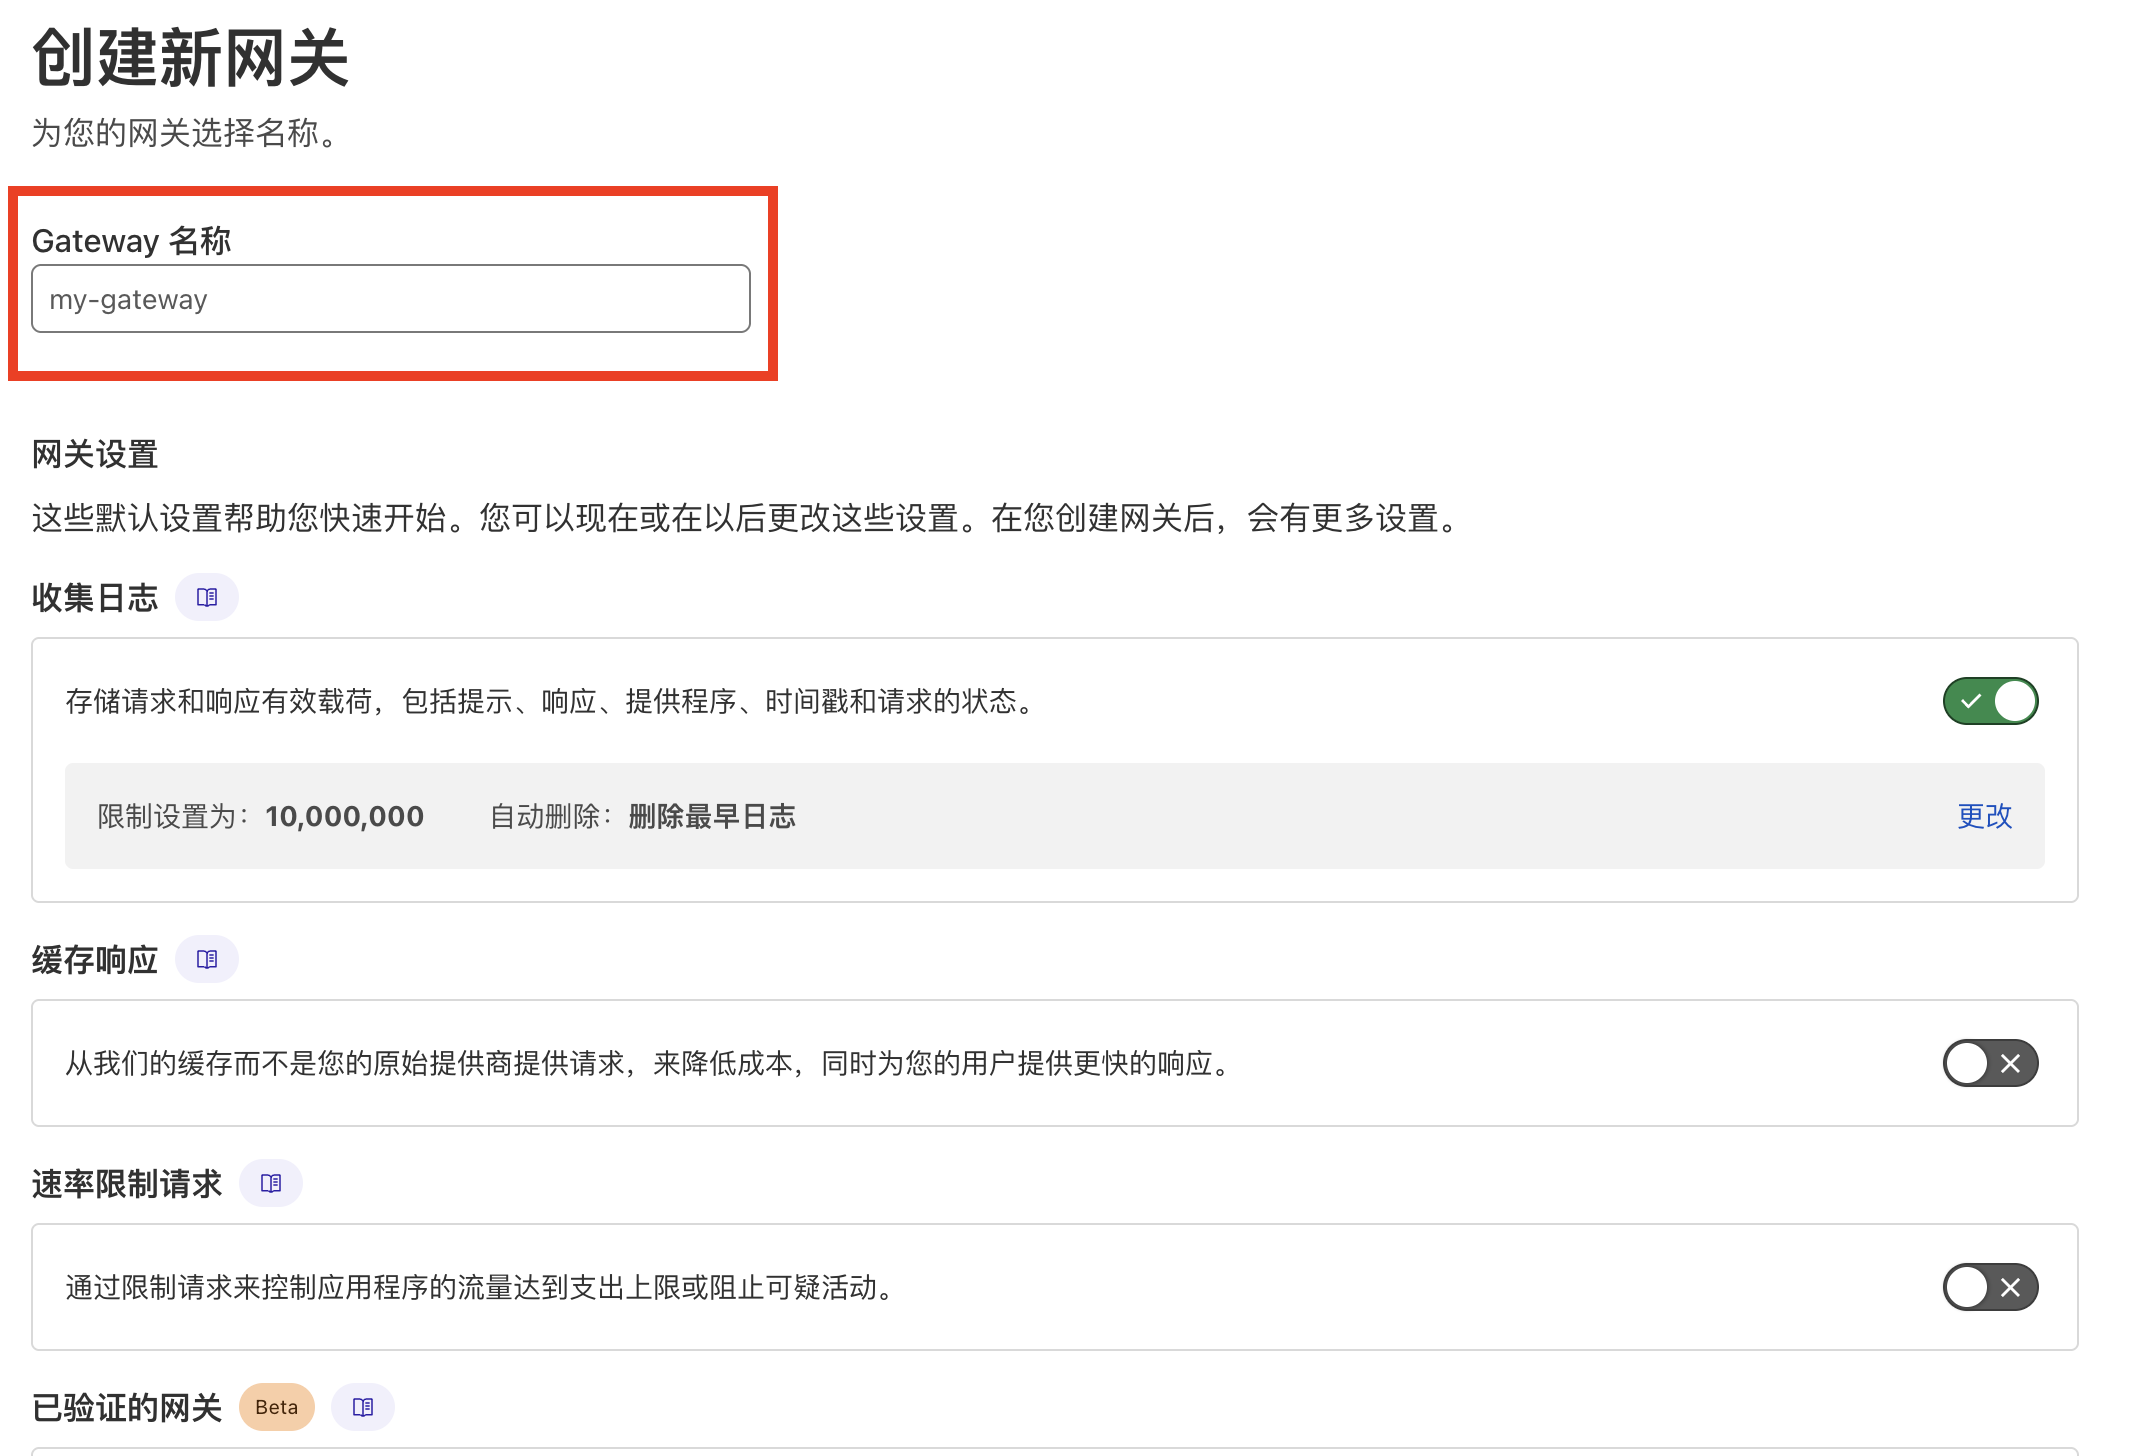 创建新网关
为您的网关选择名称。
Gateway 名称
my-gateway
网关设置
这些默认设置帮助您快速开始。您可以现在或在以后更改这些设置。在您创建网关后，会有更多设置。
收集日志
存储请求和响应有效载荷，包括提示、响应、提供程序、时间戳和请求的状态。
限制设置为：10,000,000 自动删除：删除最早日志 更改
缓存响应
从我们的缓存而不是您的原始提供商提供请求，来降低成本，同时为您的用户提供更快的响应。
速率限制请求
通过限制请求来控制应用程序的流量达到支出上限或阻止可疑活动。
已验证的网关 Beta